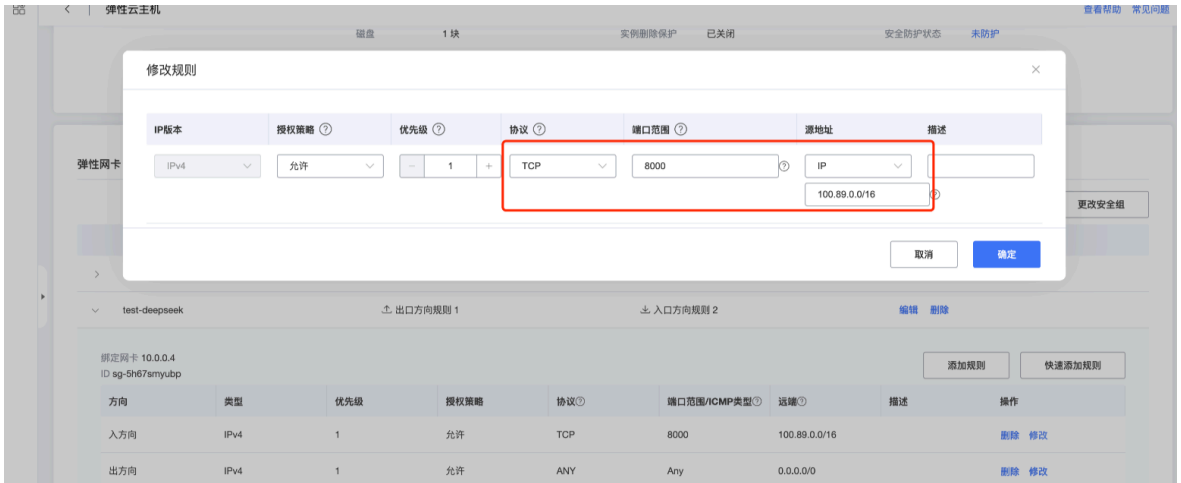 弹性云主机 查看帮助 常见问题
磁盘 1 块 实例删除保护 已关闭 安全防护状态 未防护
修改规则
IP版本 授权策略 优先级 协议 端口范围 源地址 描述
IPv4 允许 − 1 + TCP 8000 IP
100.89.0.0/16
弹性网卡
更改安全组
取消 确定
test-deepseek 出口方向规则 1 入口方向规则 2 编辑 删除
绑定网卡 10.0.0.4
ID sg-5h67smyubp
添加规则 快速添加规则
方向 类型 优先级 授权策略 协议 端口范围/ICMP类型 远端 描述 操作
入方向 IPv4 1 允许 TCP 8000 100.89.0.0/16 删除 修改
出方向 IPv4 1 允许 ANY Any 0.0.0.0/0 删除 修改